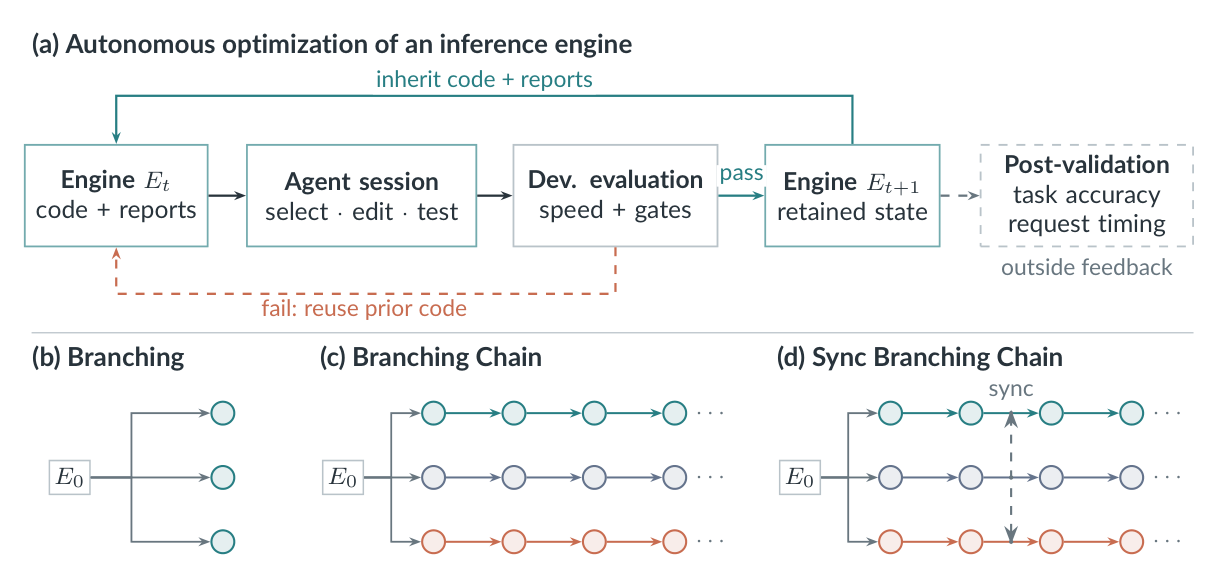 (a) Autonomous optimization of an inference engine
inherit code + reports
Engine E_t
code + reports
Agent session
select · edit · test
Dev. evaluation
speed + gates
pass
Engine E_{t+1}
retained state
Post-validation
task accuracy
request timing
outside feedback
fail: reuse prior code
(b) Branching
E_0
(c) Branching Chain
E_0
· · ·
· · ·
· · ·
(d) Sync Branching Chain
sync
E_0
· · ·
· · ·
· · ·